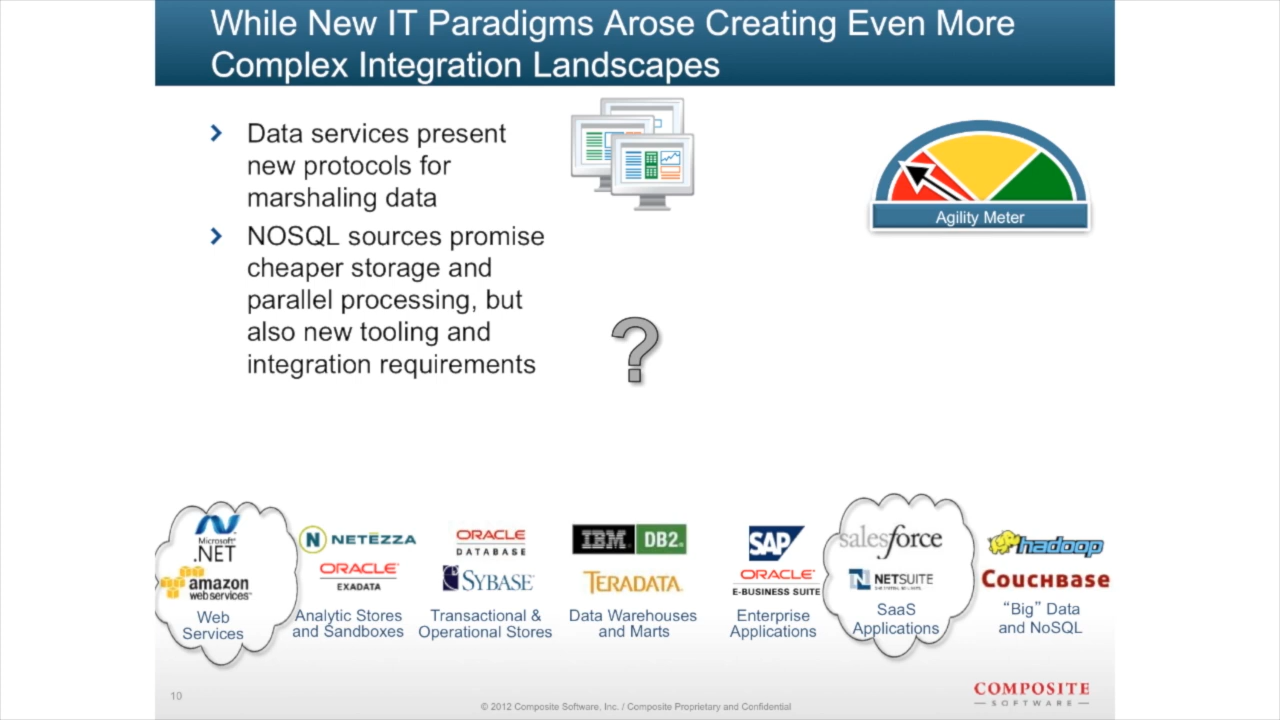 While New IT Paradigms Arose Creating Even More
Complex Integration Landscapes
Data services present
new protocols for
marshaling data
NOSQL sources promise
cheaper storage and
parallel processing, but
also new tooling and
integration requirements
?
Agility Meter
Microsoft
.NET
amazon
webservices™
Web
Services
NETEZZA
ORACLE
EXADATA
Analytic Stores
and Sandboxes
ORACLE
DATABASE
SYBASE
Transactional &
Operational Stores
IBM. DB2.
TERADATA
Data Warehouses
and Marts
SAP
ORACLE
E-BUSINESS SUITE
Enterprise
Applications
salesforce
NETSUITE
SaaS
Applications
hadoop
COUCHBASE
“Big” Data
and NoSQL
10
© 2012 Composite Software, Inc. / Composite Proprietary and Confidential
COMPOSITE
SOFTWARE